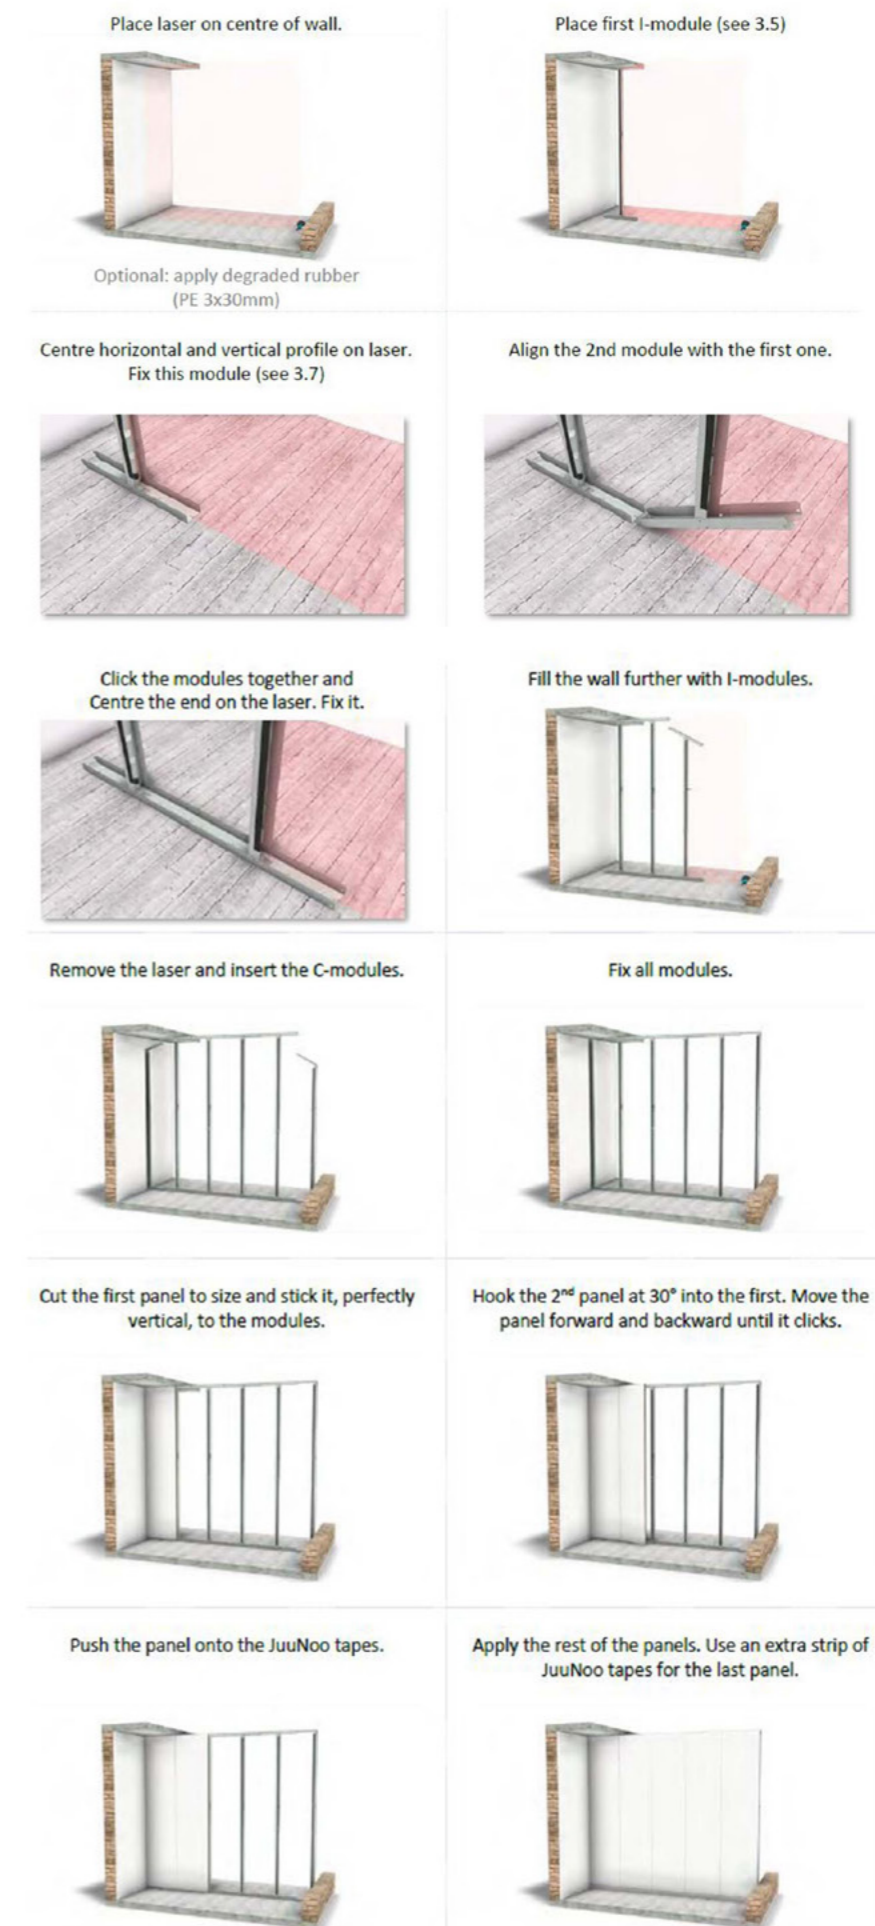 Place laser on centre of wall.
Place first I-module (see 3.5)
Optional: apply degraded rubber
(PE 3x30mm)
Centre horizontal and vertical profile on laser.
Fix this module (see 3.7)
Align the 2nd module with the first one.
Click the modules together and
Centre the end on the laser. Fix it.
Fill the wall further with I-modules.
Remove the laser and insert the C-modules.
Fix all modules.
Cut the first panel to size and stick it, perfectly
vertical, to the modules.
Hook the 2nd panel at 30° into the first. Move the
panel forward and backward until it clicks.
Push the panel onto the JuuNoo tapes.
Apply the rest of the panels. Use an extra strip of
JuuNoo tapes for the last panel.